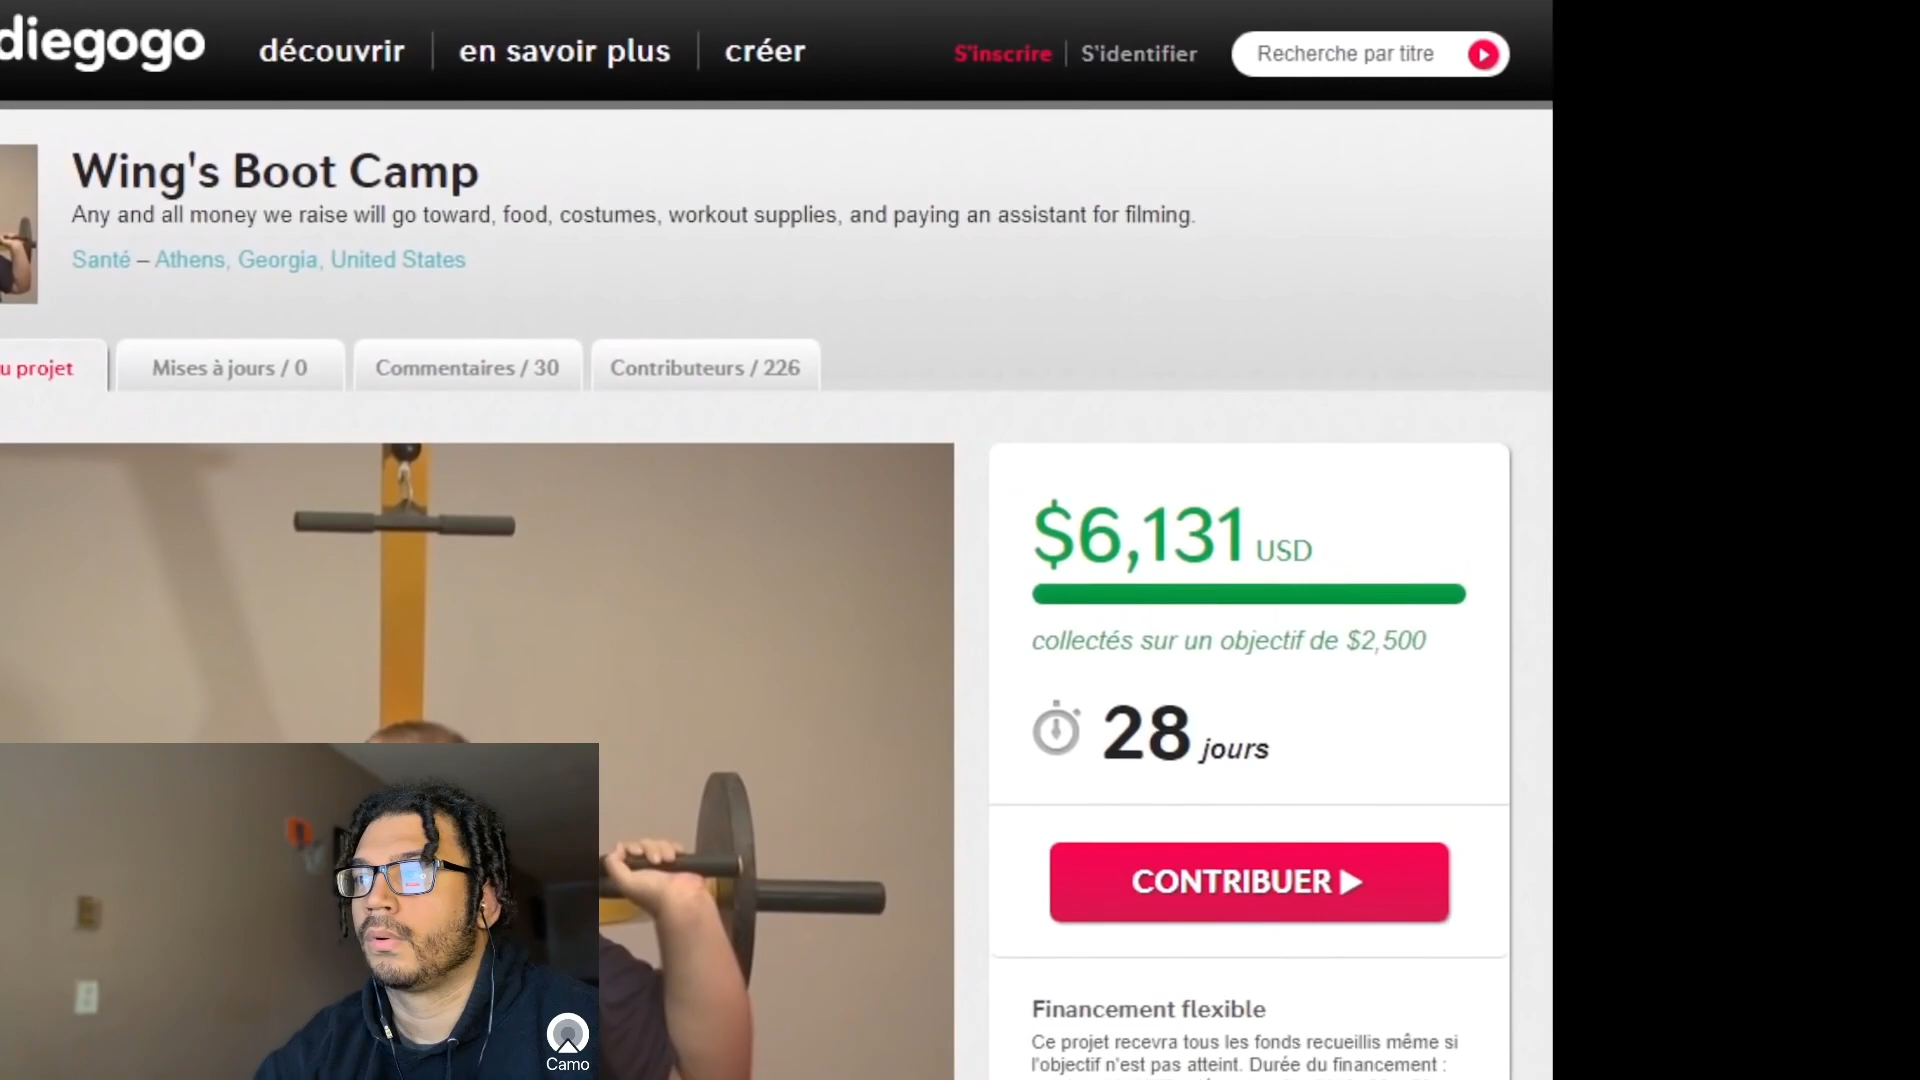 diegogo
découvrir
en savoir plus
créer
S'inscrire
S'identifier
Recherche par titre
Wing's Boot Camp
Any and all money we raise will go toward, food, costumes, workout supplies, and paying an assistant for filming.
Santé – Athens, Georgia, United States
u projet
Mises à jours / 0
Commentaires / 30
Contributeurs / 226
$6,131 USD
collectés sur un objectif de $2,500
28 jours
CONTRIBUER
Financement flexible
Ce projet recevra tous les fonds recueillis même si
l'objectif n'est pas atteint. Durée du financement :
Camo